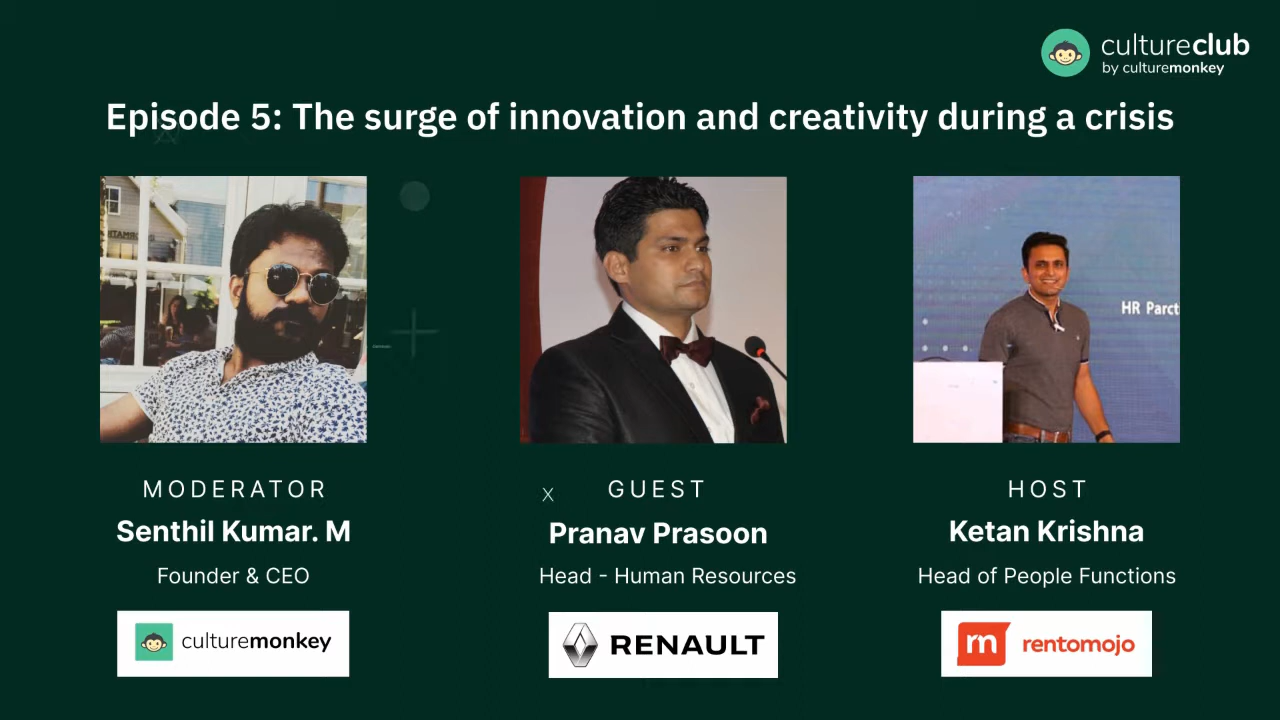 cultureclub
by culturemonkey
Episode 5: The surge of innovation and creativity during a crisis
HR Parct
MODERATOR
Senthil Kumar. M
Founder & CEO
culturemonkey
X
GUEST
Pranav Prasoon
Head - Human Resources
RENAULT
HOST
Ketan Krishna
Head of People Functions
rm rentomojo